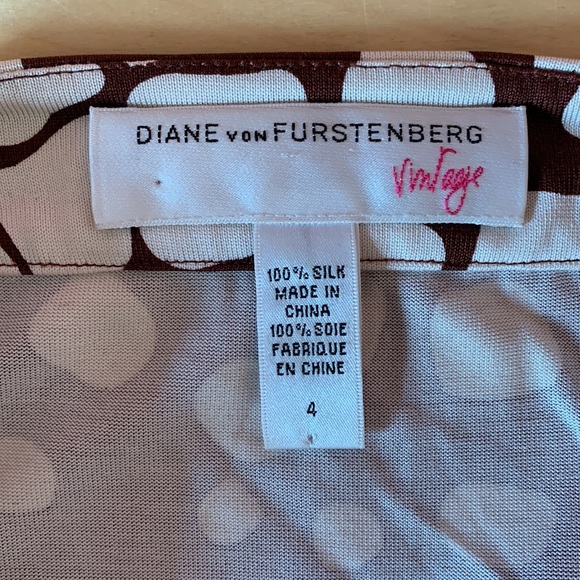 DIANE VON FURSTENBERG
vintage
100% SILK
MADE IN
CHINA
100% SOIE
FABRIQUE
EN CHINE
4